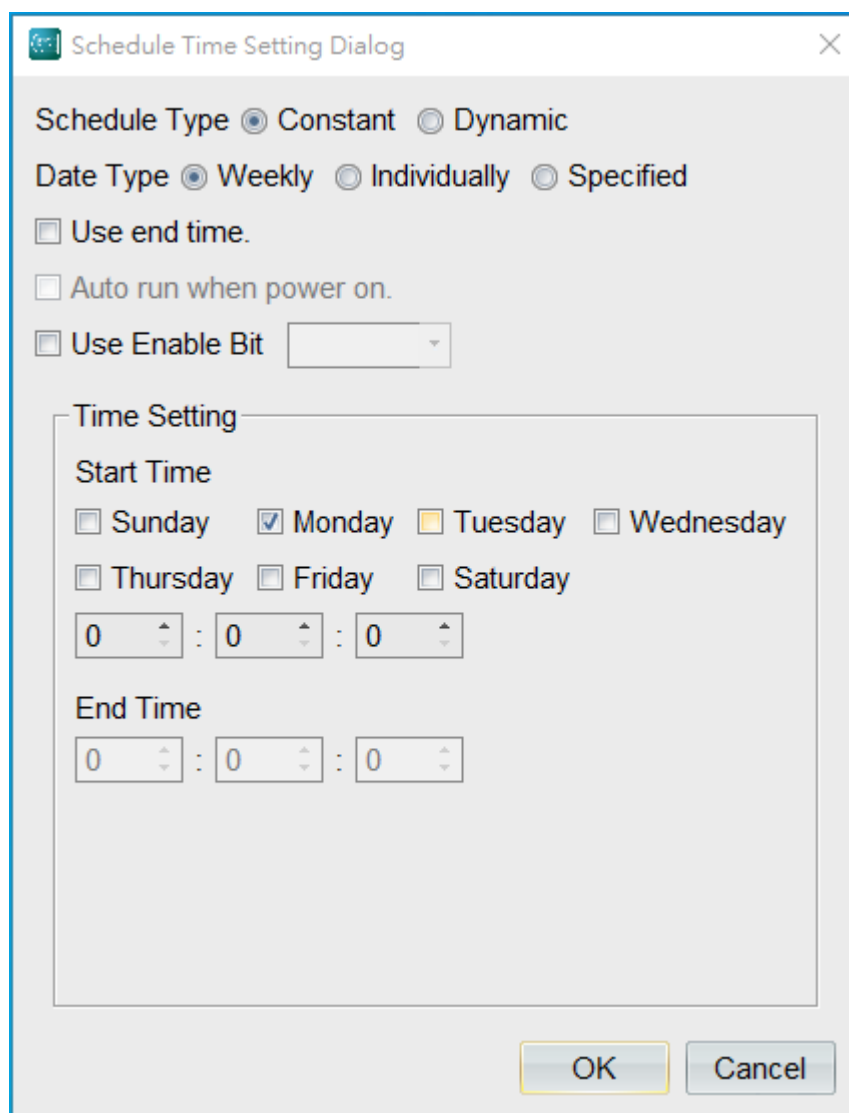 Schedule Time Setting Dialog
Schedule Type Constant Dynamic
Date Type Weekly Individually Specified
Use end time.
Auto run when power on.
Use Enable Bit
Time Setting
Start Time
Sunday Monday Tuesday Wednesday
Thursday Friday Saturday
0 : 0 : 0
End Time
0 : 0 : 0
OK Cancel